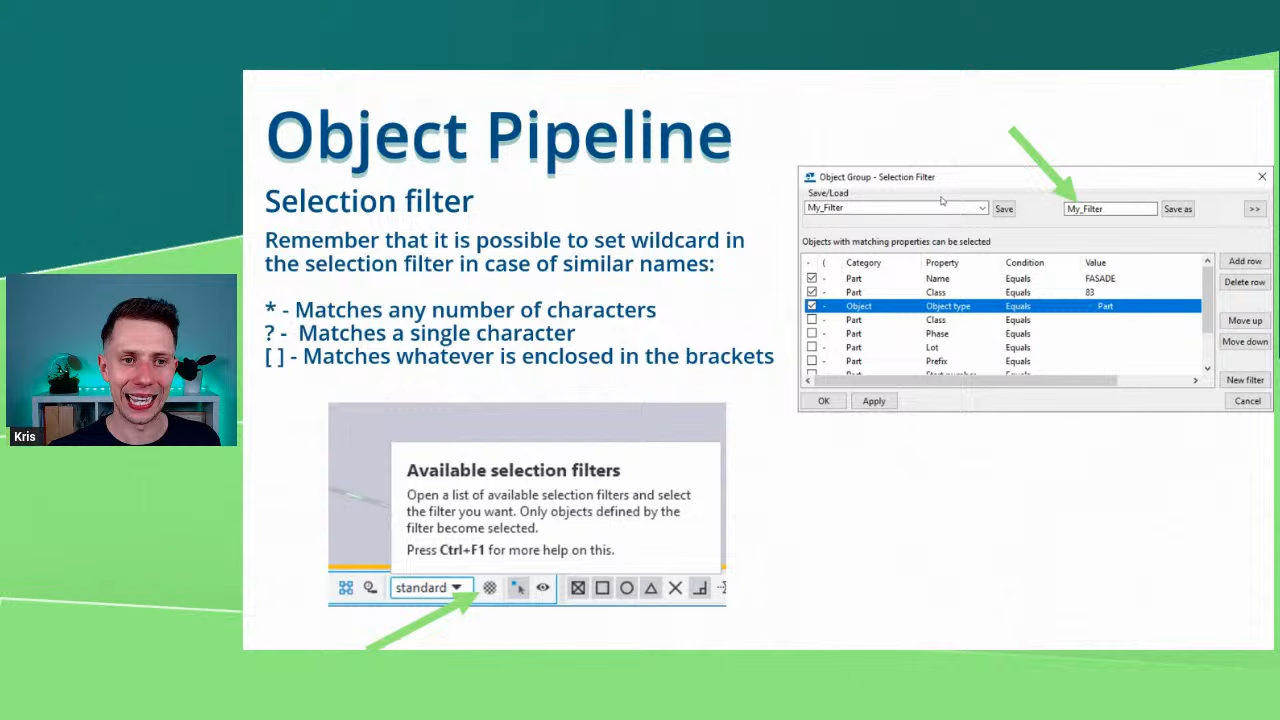 Object Pipeline
Selection filter
Remember that it is possible to set wildcard in
the selection filter in case of similar names:
* - Matches any number of characters
? - Matches a single character
[ ] - Matches whatever is enclosed in the brackets
Available selection filters
Open a list of available selection filters and select
the filter you want. Only objects defined by the
filter become selected.
Press Ctrl+F1 for more help on this.
standard
Object Group - Selection Filter
Save/Load
My_Filter Save My_Filter Save as >>
Objects with matching properties can be selected
- ( Category Property Condition Value
- Part Name Equals FASADE
- Part Class Equals 83
- Object Object type Equals Part
- Part Class Equals
- Part Phase Equals
- Part Lot Equals
- Part Prefix Equals
Add row
Delete row
Move up
Move down
New filter
OK Apply Cancel
Kris